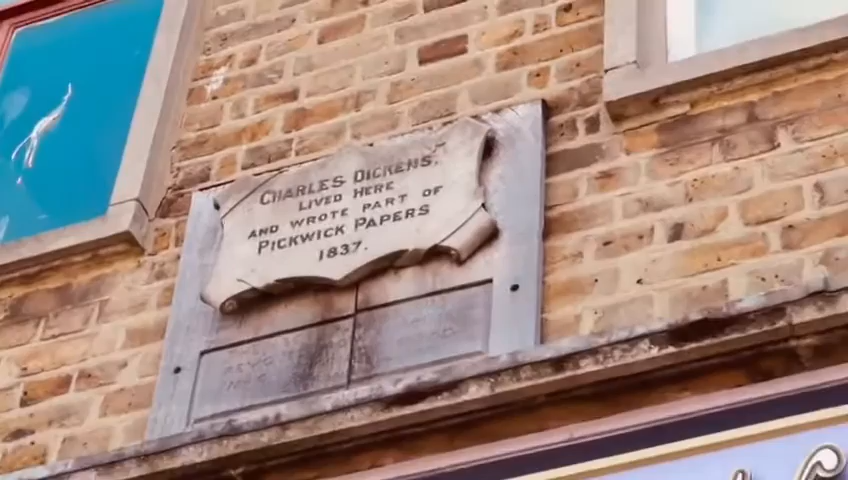 CHARLES DICKENS,
LIVED HERE
AND WROTE PART OF
PICKWICK PAPERS
1837.